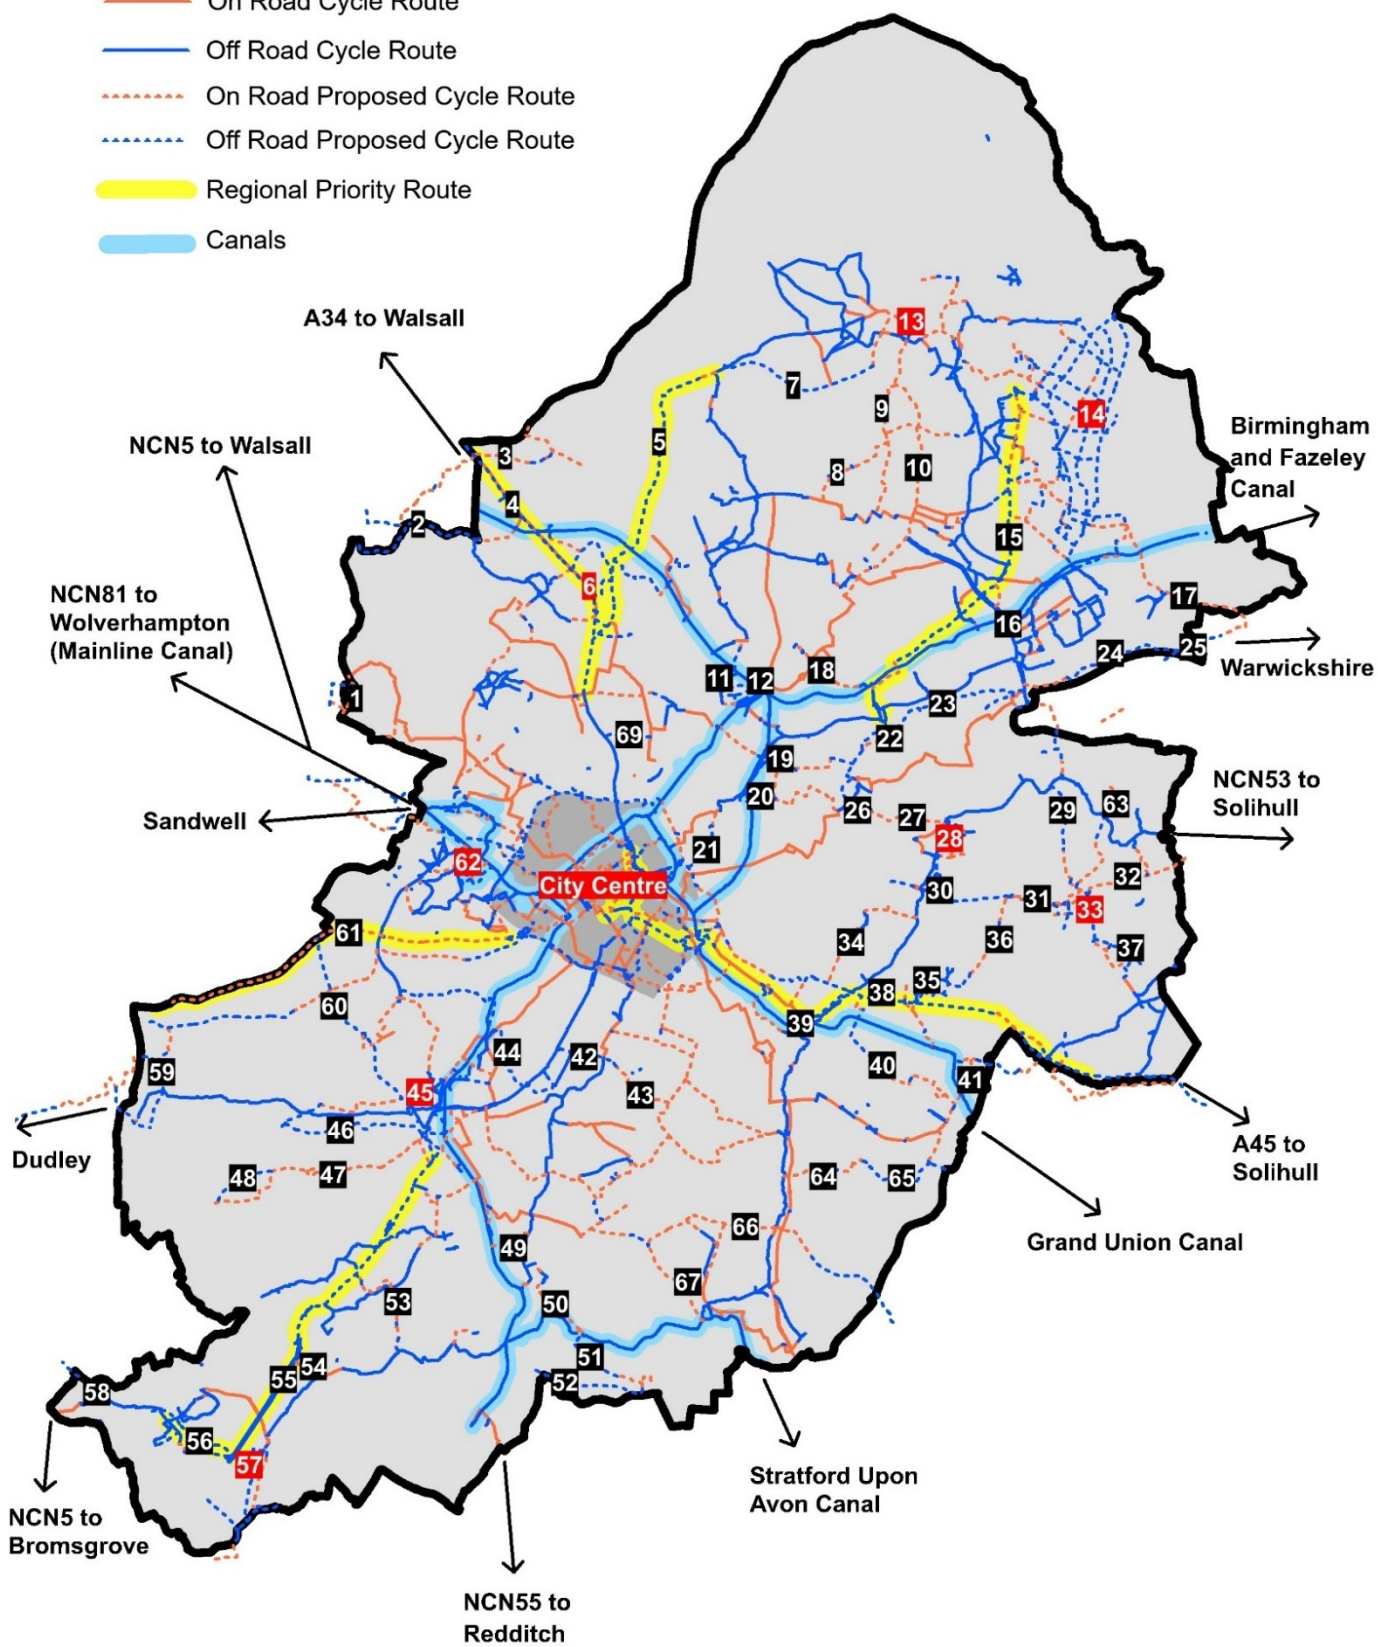 On Road Cycle Route
Off Road Cycle Route
On Road Proposed Cycle Route
Off Road Proposed Cycle Route
Regional Priority Route
Canals
A34 to Walsall
NCN5 to Walsall
NCN81 to
Wolverhampton
(Mainline Canal)
Sandwell
Dudley
NCN5 to
Bromsgrove
NCN55 to
Redditch
Stratford Upon
Avon Canal
Grand Union Canal
A45 to
Solihull
NCN53 to
Solihull
Warwickshire
Birmingham
and Fazeley
Canal
City Centre
1
2
3
4
5
6
7
8
9
10
11
12
13
14
15
16
17
18
19
20
21
22
23
24
25
26
27
28
29
30
31
32
33
34
35
36
37
38
39
40
41
42
43
44
45
46
47
48
49
50
51
52
53
54
55
56
57
58
59
60
61
62
63
64
65
66
67
69